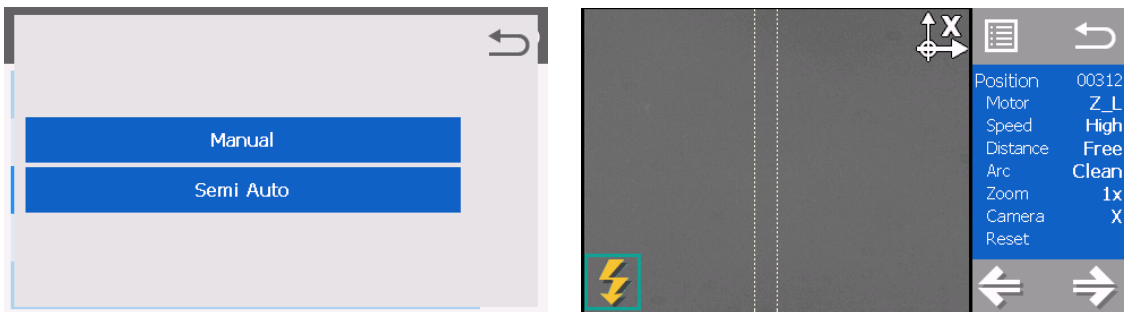 Manual
Semi Auto
X
Position 00312
Motor Z_L
Speed High
Distance Free
Arc Clean
Zoom 1x
Camera X
Reset